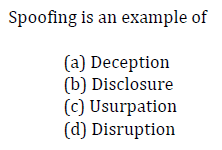 Spoofing is an example of
(a) Deception
(b) Disclosure
(c) Usurpation
(d) Disruption